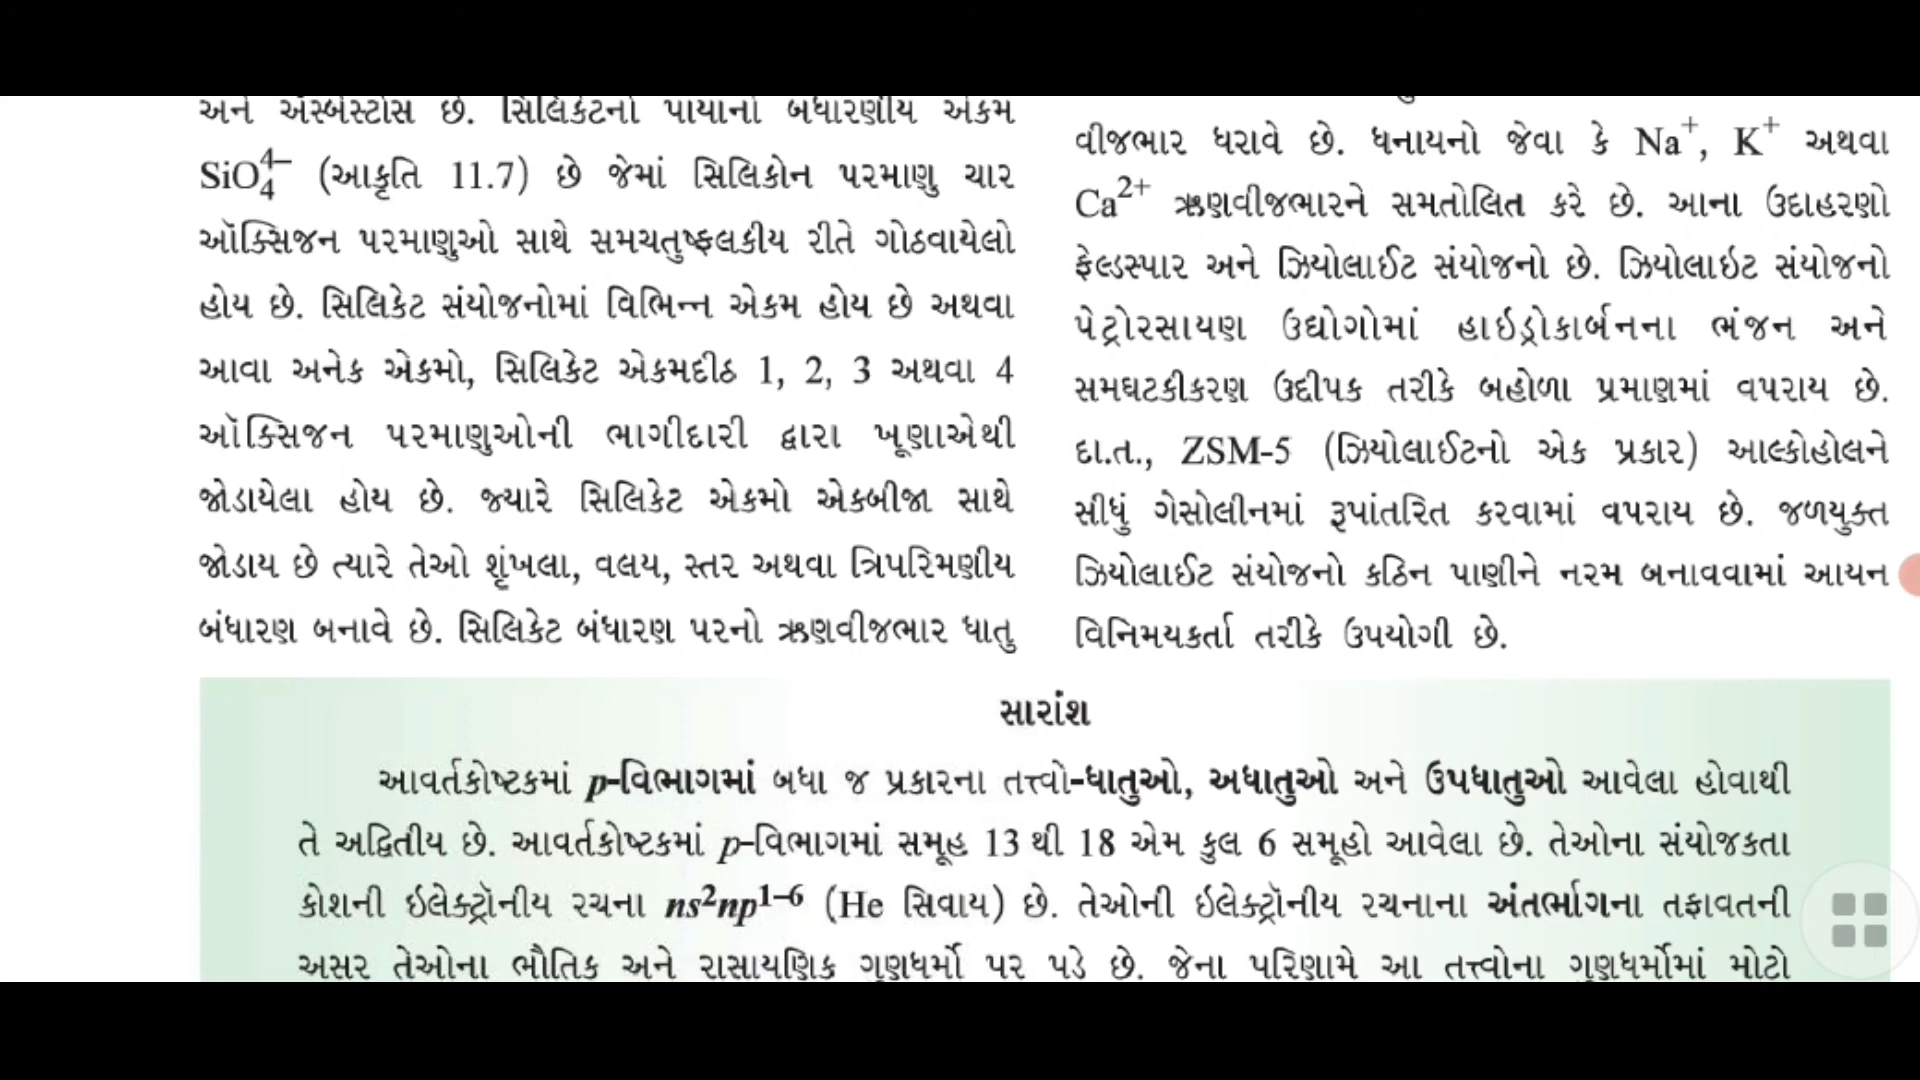 અને ઍસ્બેસ્ટોસ છે. સિલિકેટનો પાયાનો બંધારણીય એકમ
SiO₄⁴⁻ (આકૃતિ 11.7) છે જેમાં સિલિકોન પરમાણુ ચાર
ઑક્સિજન પરમાણુઓ સાથે સમચતુષ્ફલકીય રીતે ગોઠવાયેલો
હોય છે. સિલિકેટ સંયોજનોમાં વિભિન્ન એકમ હોય છે અથવા
આવા અનેક એકમો, સિલિકેટ એકમદીઠ 1, 2, 3 અથવા 4
ઑક્સિજન પરમાણુઓની ભાગીદારી દ્વારા ખૂણાએથી
જોડાયેલા હોય છે. જ્યારે સિલિકેટ એકમો એકબીજા સાથે
જોડાય છે ત્યારે તેઓ શૃંખલા, વલય, સ્તર અથવા ત્રિપરિમણીય
બંધારણ બનાવે છે. સિલિકેટ બંધારણ પરનો ઋણવીજભાર ધાતુ
વીજભાર ધરાવે છે. ધનાયનો જેવા કે Na⁺, K⁺ અથવા
Ca²⁺ ઋણવીજભારને સમતોલિત કરે છે. આના ઉદાહરણો
ફેલ્ડસ્પાર અને ઝિયોલાઈટ સંયોજનો છે. ઝિયોલાઇટ સંયોજનો
પેટ્રોરસાયણ ઉદ્યોગોમાં હાઇડ્રોકાર્બનના ભંજન અને
સમઘટકીકરણ ઉદ્દીપક તરીકે બહોળા પ્રમાણમાં વપરાય છે.
દા.ત., ZSM-5 (ઝિયોલાઈટનો એક પ્રકાર) આલ્કોહોલને
સીધું ગેસોલીનમાં રૂપાંતરિત કરવામાં વપરાય છે. જળયુક્ત
ઝિયોલાઈટ સંયોજનો કઠિન પાણીને નરમ બનાવવામાં આયન
વિનિમયકર્તા તરીકે ઉપયોગી છે.
સારાંશ
આવર્તકોષ્ટકમાં p-વિભાગમાં બધા જ પ્રકારના તત્ત્વો-ધાતુઓ, અધાતુઓ અને ઉપધાતુઓ આવેલા હોવાથી
તે અદ્વિતીય છે. આવર્તકોષ્ટકમાં p-વિભાગમાં સમૂહ 13 થી 18 એમ કુલ 6 સમૂહો આવેલા છે. તેઓના સંયોજકતા
કોશની ઇલેક્ટ્રૉનીય રચના ns²np¹⁻⁶ (He સિવાય) છે. તેઓની ઇલેક્ટ્રૉનીય રચનાના અંતર્ભાગના તફાવતની
અસર તેઓના ભૌતિક અને રાસાયણિક ગુણધર્મો પર પડે છે. જેના પરિણામે આ તત્ત્વોના ગુણધર્મોમાં મોટો